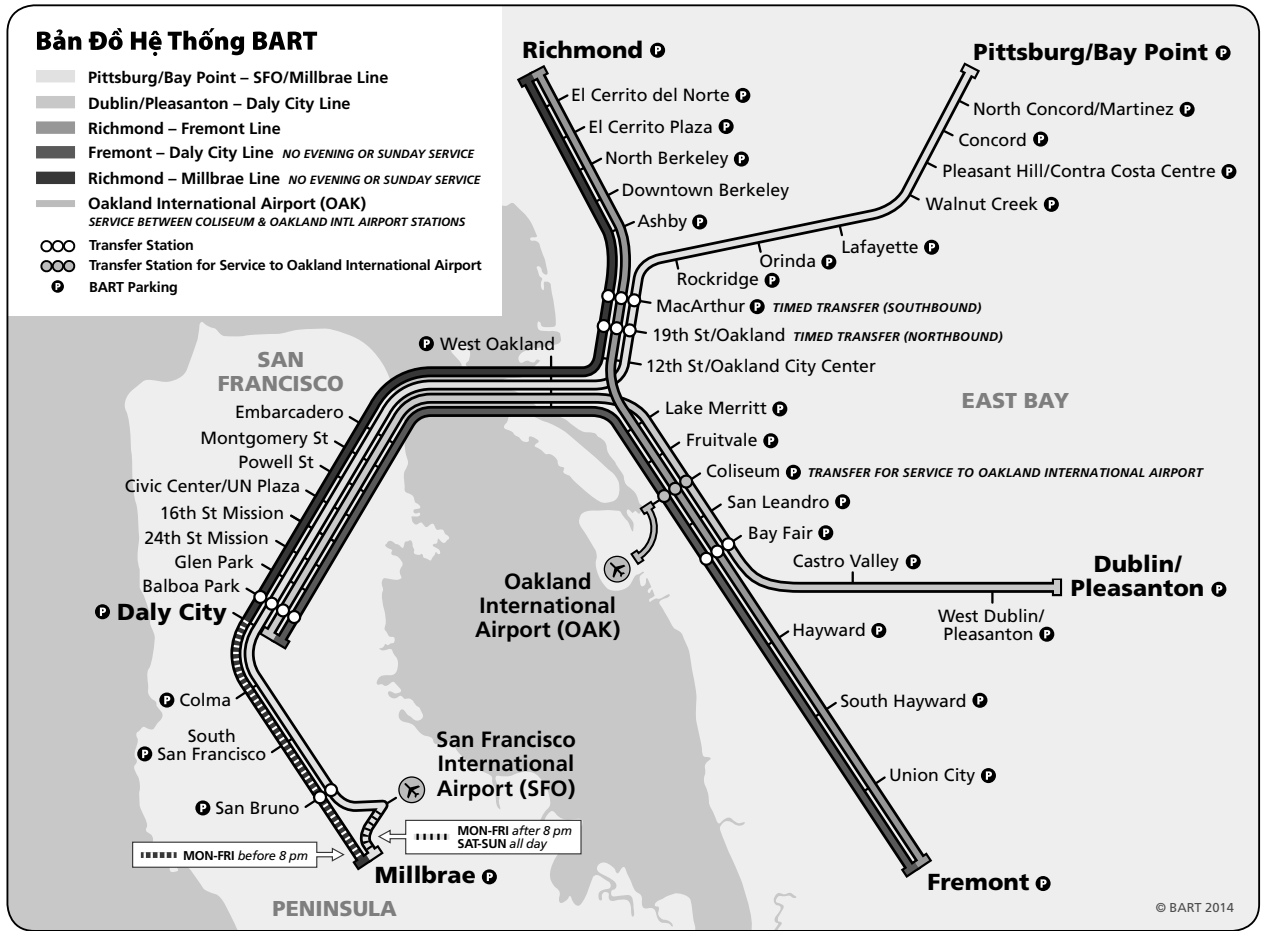 Bản Đồ Hệ Thống BART
Pittsburg/Bay Point – SFO/Millbrae Line
Dublin/Pleasanton – Daly City Line
Richmond – Fremont Line
Fremont – Daly City Line NO EVENING OR SUNDAY SERVICE
Richmond – Millbrae Line NO EVENING OR SUNDAY SERVICE
Oakland International Airport (OAK)
SERVICE BETWEEN COLISEUM & OAKLAND INTL AIRPORT STATIONS
Transfer Station
Transfer Station for Service to Oakland International Airport
P BART Parking
Richmond P
El Cerrito del Norte P
El Cerrito Plaza P
North Berkeley P
Downtown Berkeley
Ashby P
Pittsburg/Bay Point P
North Concord/Martinez P
Concord P
Pleasant Hill/Contra Costa Centre P
Walnut Creek P
Lafayette P
Orinda P
Rockridge P
MacArthur P TIMED TRANSFER (SOUTHBOUND)
19th St/Oakland TIMED TRANSFER (NORTHBOUND)
12th St/Oakland City Center
P West Oakland
SAN
FRANCISCO
EAST BAY
Embarcadero
Montgomery St
Powell St
Civic Center/UN Plaza
16th St Mission
24th St Mission
Glen Park
Balboa Park
P Daly City
Lake Merritt P
Fruitvale P
Coliseum P TRANSFER FOR SERVICE TO OAKLAND INTERNATIONAL AIRPORT
San Leandro P
Bay Fair P
Castro Valley P
Dublin/
Pleasanton P
West Dublin/
Pleasanton P
Oakland
International
Airport (OAK)
Hayward P
South Hayward P
Union City P
Fremont P
P Colma
South
P San Francisco
P San Bruno
San Francisco
International
Airport (SFO)
MON-FRI after 8 pm
SAT-SUN all day
MON-FRI before 8 pm
Millbrae P
PENINSULA
© BART 2014